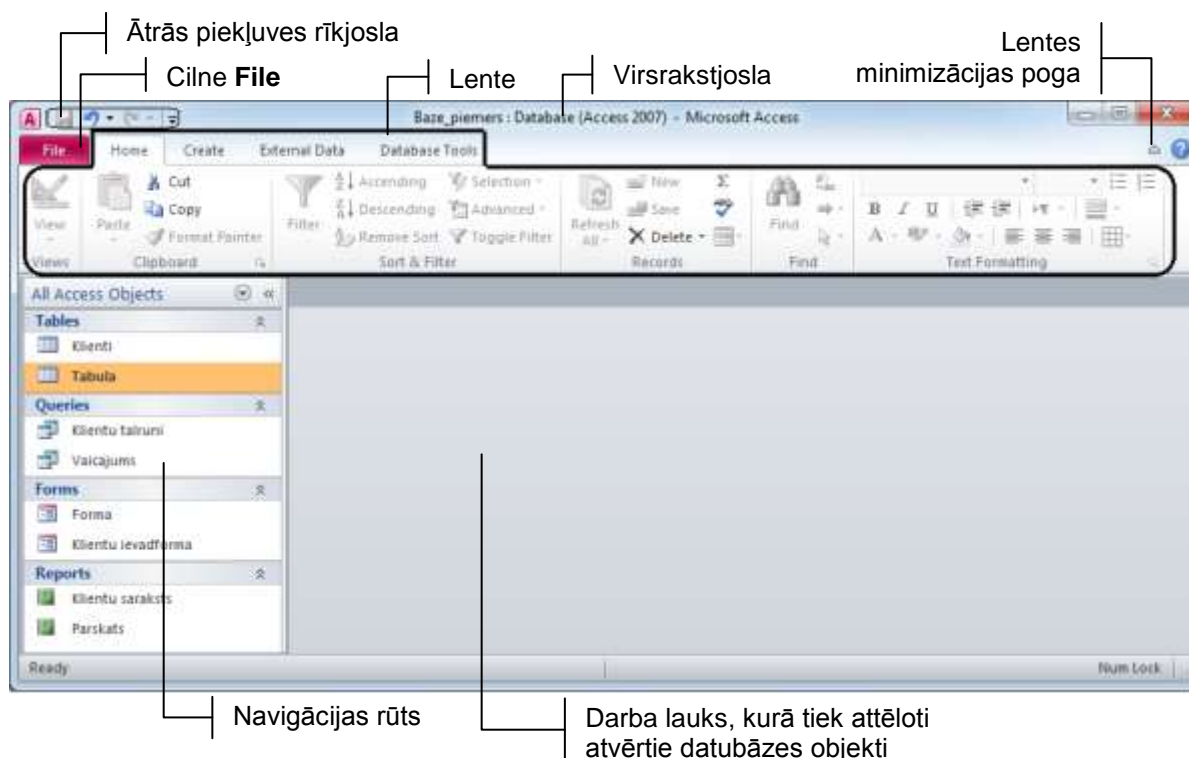 Ātrās piekļuves rīkjosla
Cilne File
Lente
Virsrakstjosla
Lentes
minimizācijas poga
A
Baze_piemers : Database (Access 2007) - Microsoft Access
File Home Create External Data Database Tools
View Paste Cut Copy Format Painter
Filter Ascending Descending Remove Sort Selection Advanced Toggle Filter
Refresh All New Save Delete Σ
Find
B I U
A
Views Clipboard Sort & Filter Records Find Text Formatting
All Access Objects
Tables
Klienti
Tabula
Queries
Klientu talruni
Vaicajums
Forms
Forma
Klientu ievadforma
Reports
Klientu saraksts
Parskats
Ready
Num Lock
Navigācijas rūts
Darba lauks, kurā tiek attēloti
atvērtie datubāzes objekti